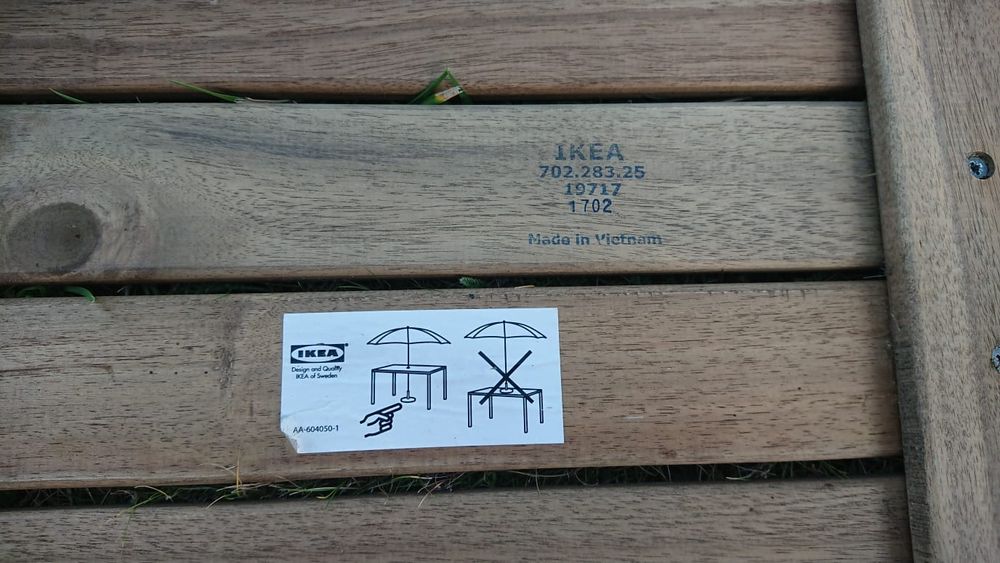 IKEA
702.283.25
19717
1702
Made in Vietnam
IKEA
Design and Quality
IKEA of Sweden
AA-604050-1